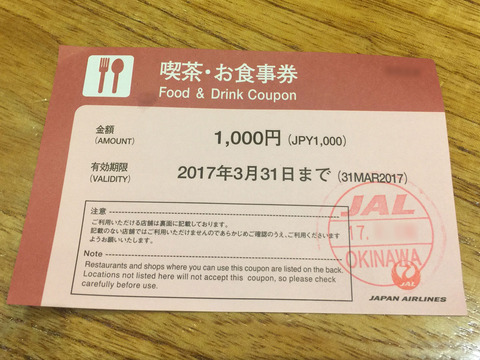 喫茶・お食事券
Food & Drink Coupon
金額
(AMOUNT)
1,000円 (JPY1,000)
有効期限
(VALIDITY)
2017年3月31日まで (31MAR2017)
注意
ご利用いただける店舗は裏面に記載しております。
記載のない店舗ではご利用いただけませんのであらかじめご確認のうえ、ご利用くださいます
ようお願いいたします。
Note
Restaurants and shops where you can use this coupon are listed on the back.
Locations not listed here will not accept this coupon, so please check
carefully before use.
JAL
17.
OKINAWA
JAL
JAPAN AIRLINES